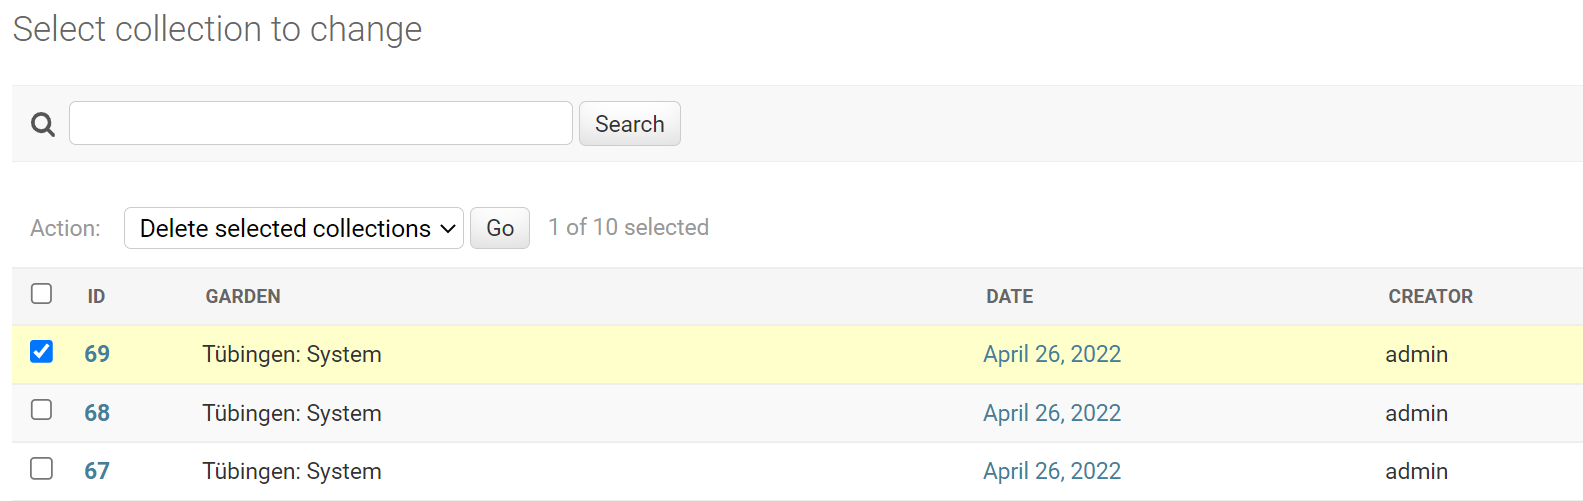 Select collection to change
Search
Action: Delete selected collections Go 1 of 10 selected
ID GARDEN DATE CREATOR
69 Tübingen: System April 26, 2022 admin
68 Tübingen: System April 26, 2022 admin
67 Tübingen: System April 26, 2022 admin